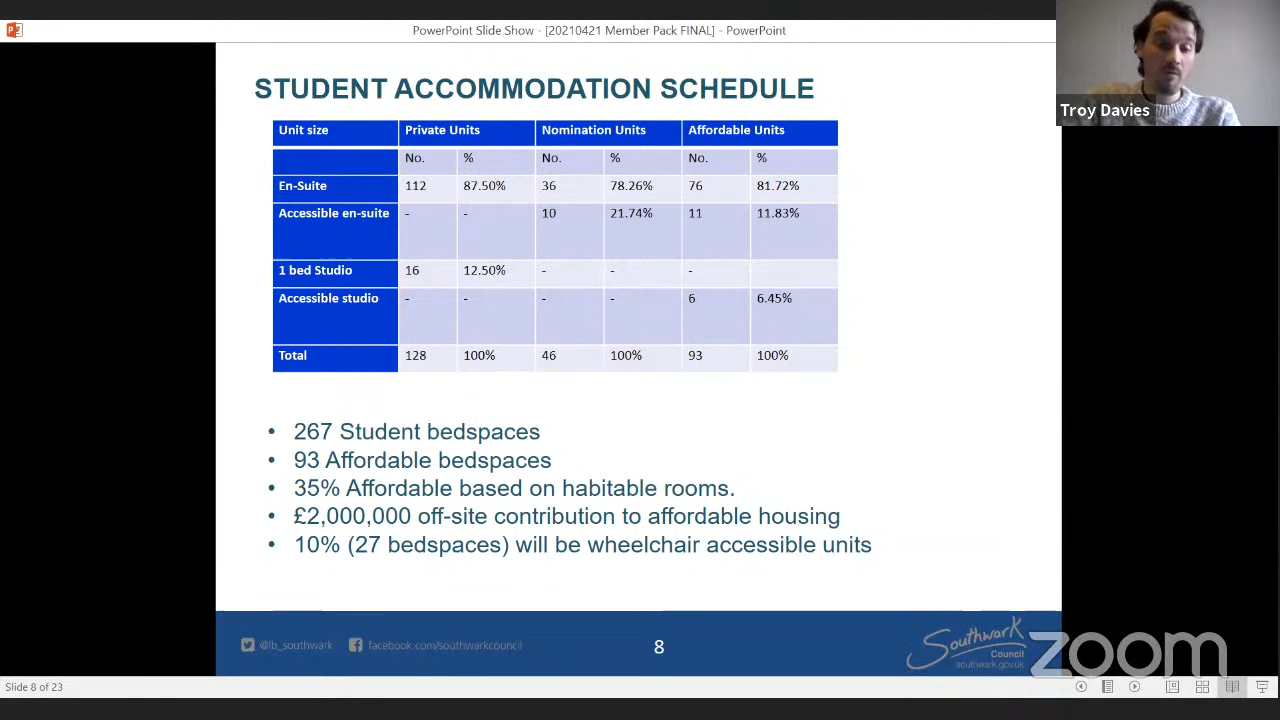 PowerPoint Slide Show - [20210421 Member Pack FINAL] - PowerPoint
Troy Davies
STUDENT ACCOMMODATION SCHEDULE
Unit size Private Units Nomination Units Affordable Units
No. % No. % No. %
En-Suite 112 87.50% 36 78.26% 76 81.72%
Accessible en-suite - - 10 21.74% 11 11.83%
1 bed Studio 16 12.50% - - -
Accessible studio - - - - 6 6.45%
Total 128 100% 46 100% 93 100%
• 267 Student bedspaces
• 93 Affordable bedspaces
• 35% Affordable based on habitable rooms.
• £2,000,000 off-site contribution to affordable housing
• 10% (27 bedspaces) will be wheelchair accessible units
@lb_southwark facebook.com/southwarkcouncil 8
Southwark
Council
southwark.gov.uk
zoom
Slide 8 of 23